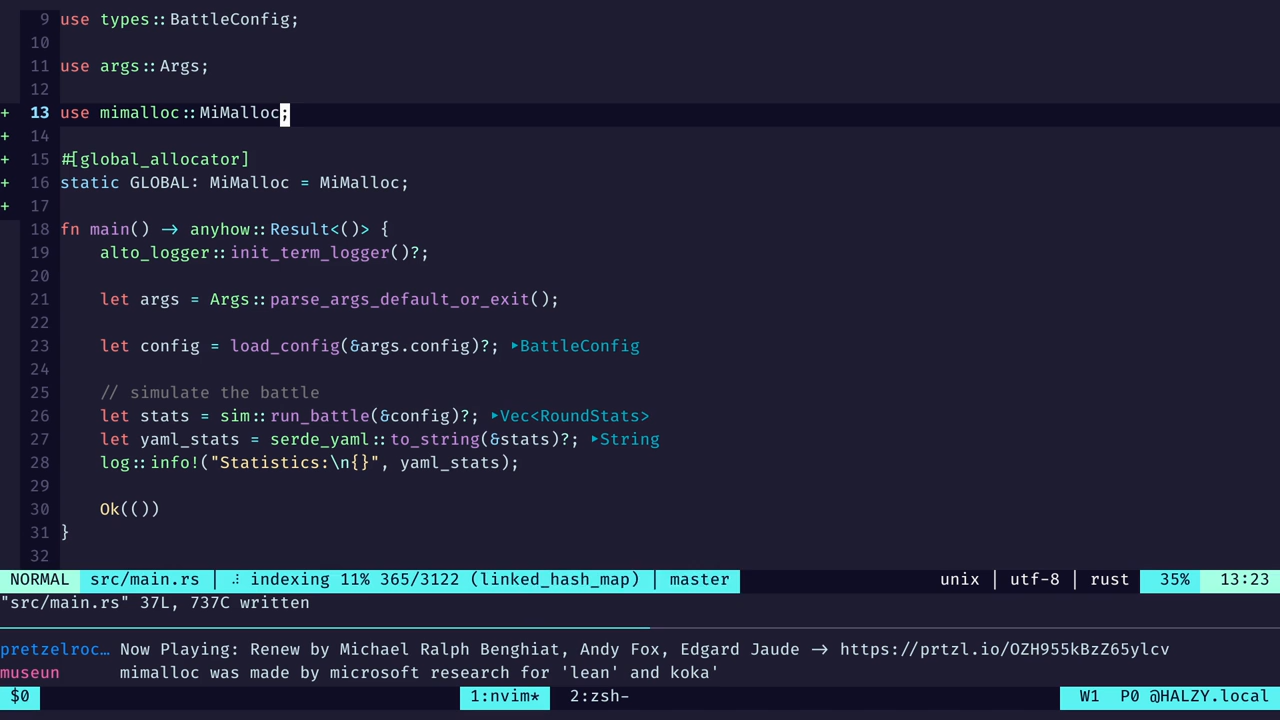 9 use types::BattleConfig;
10
11 use args::Args;
12
+ 13 use mimalloc::MiMalloc;
+ 14
+ 15 #[global_allocator]
+ 16 static GLOBAL: MiMalloc = MiMalloc;
+ 17
18 fn main() -> anyhow::Result<()> {
19     alto_logger::init_term_logger()?;
20
21     let args = Args::parse_args_default_or_exit();
22
23     let config = load_config(&args.config)?; ▸BattleConfig
24
25     // simulate the battle
26     let stats = sim::run_battle(&config)?; ▸Vec<RoundStats>
27     let yaml_stats = serde_yaml::to_string(&stats)?; ▸String
28     log::info!("Statistics:\n{}", yaml_stats);
29
30     Ok(())
31 }
32
NORMAL src/main.rs | ⠼ indexing 11% 365/3122 (linked_hash_map) | master unix | utf-8 | rust 35% 13:23
"src/main.rs" 37L, 737C written
pretzelroc… Now Playing: Renew by Michael Ralph Benghiat, Andy Fox, Edgard Jaude -> https://prtzl.io/OZH955kBzZ65ylcv
museun mimalloc was made by microsoft research for 'lean' and koka'
$0 1:nvim* 2:zsh- W1 P0 @HALZY.local